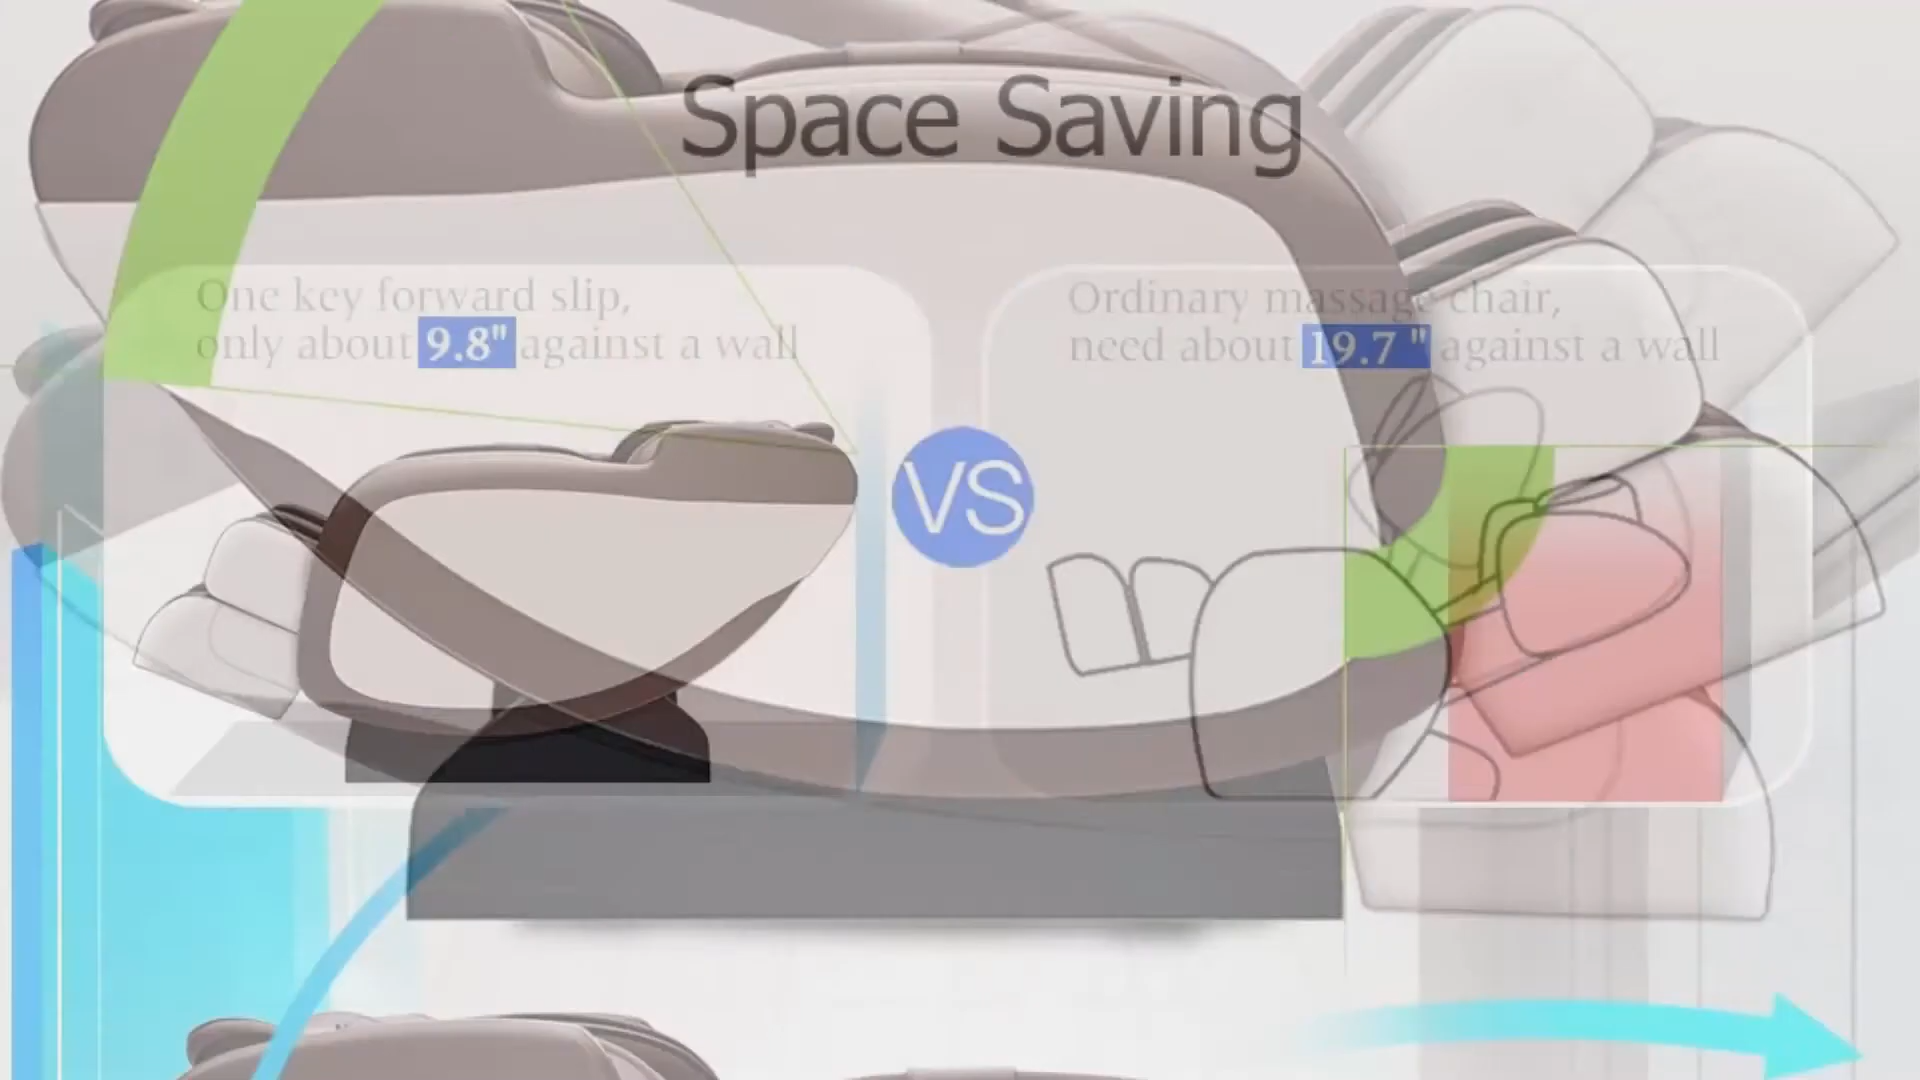 Space Saving
One key forward slip,
only about 9.8" against a wall
VS
Ordinary massage chair,
need about 19.7 " against a wall